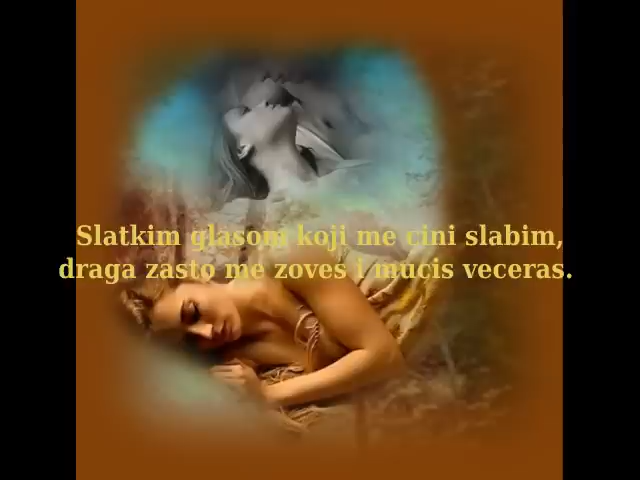 Slatkim glasom koji me cini slabim,
draga zasto me zoves i mucis veceras.